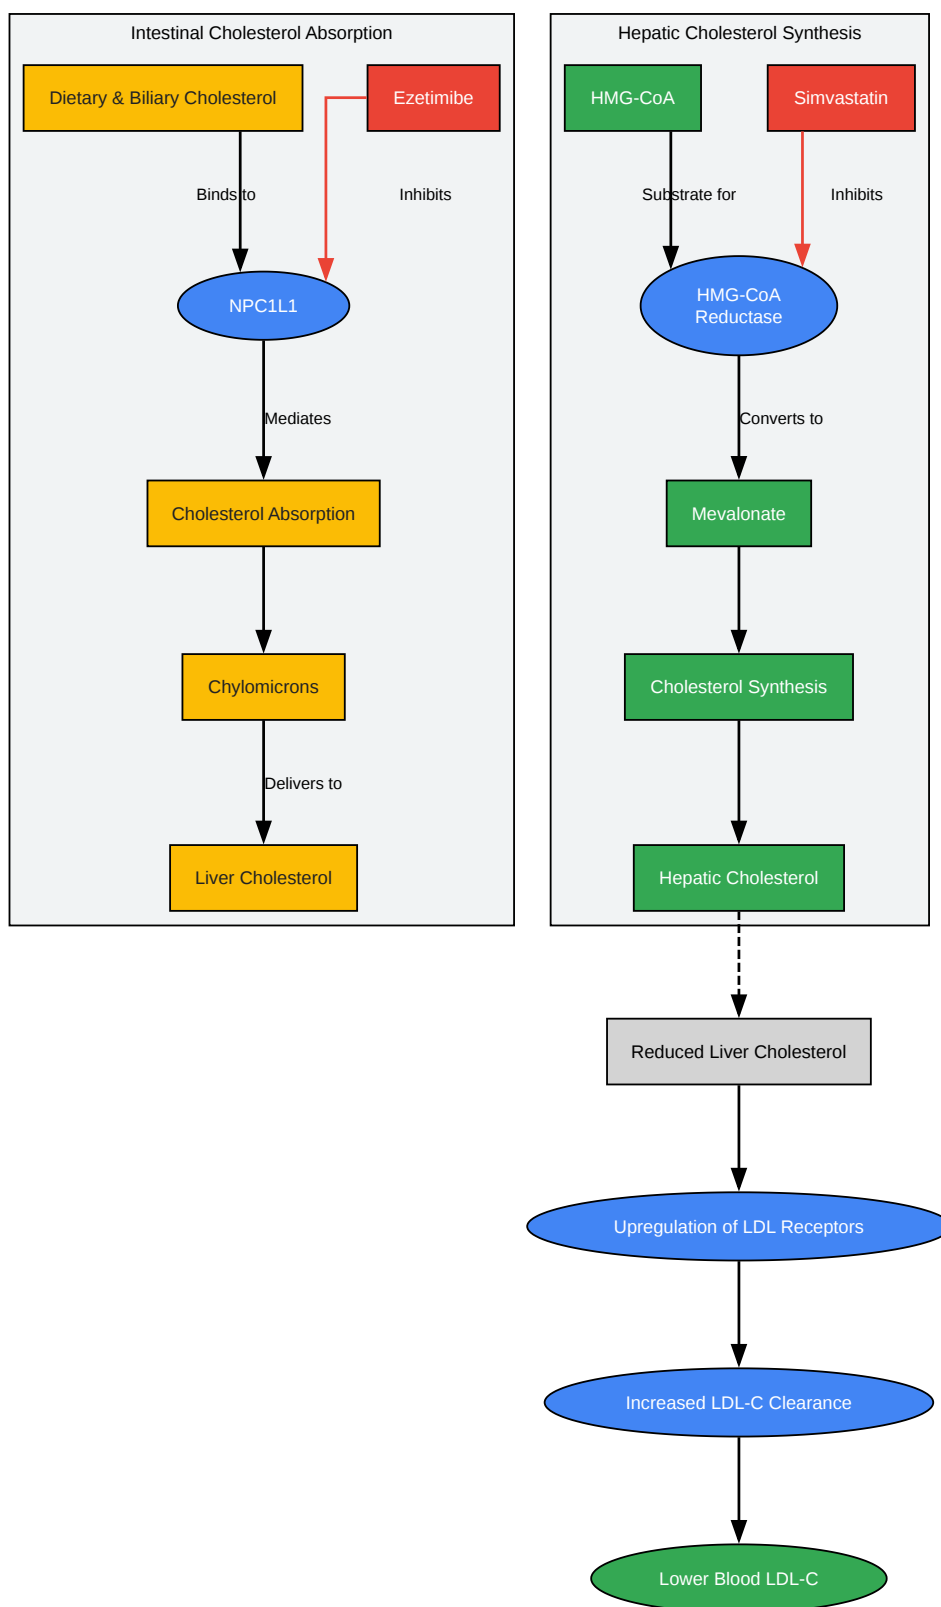 Intestinal Cholesterol Absorption
Dietary & Biliary Cholesterol
Ezetimibe
Binds to
Inhibits
NPC1L1
Mediates
Cholesterol Absorption
Chylomicrons
Delivers to
Liver Cholesterol
Hepatic Cholesterol Synthesis
HMG-CoA
Simvastatin
Substrate for
Inhibits
HMG-CoA
Reductase
Converts to
Mevalonate
Cholesterol Synthesis
Hepatic Cholesterol
Reduced Liver Cholesterol
Upregulation of LDL Receptors
Increased LDL-C Clearance
Lower Blood LDL-C